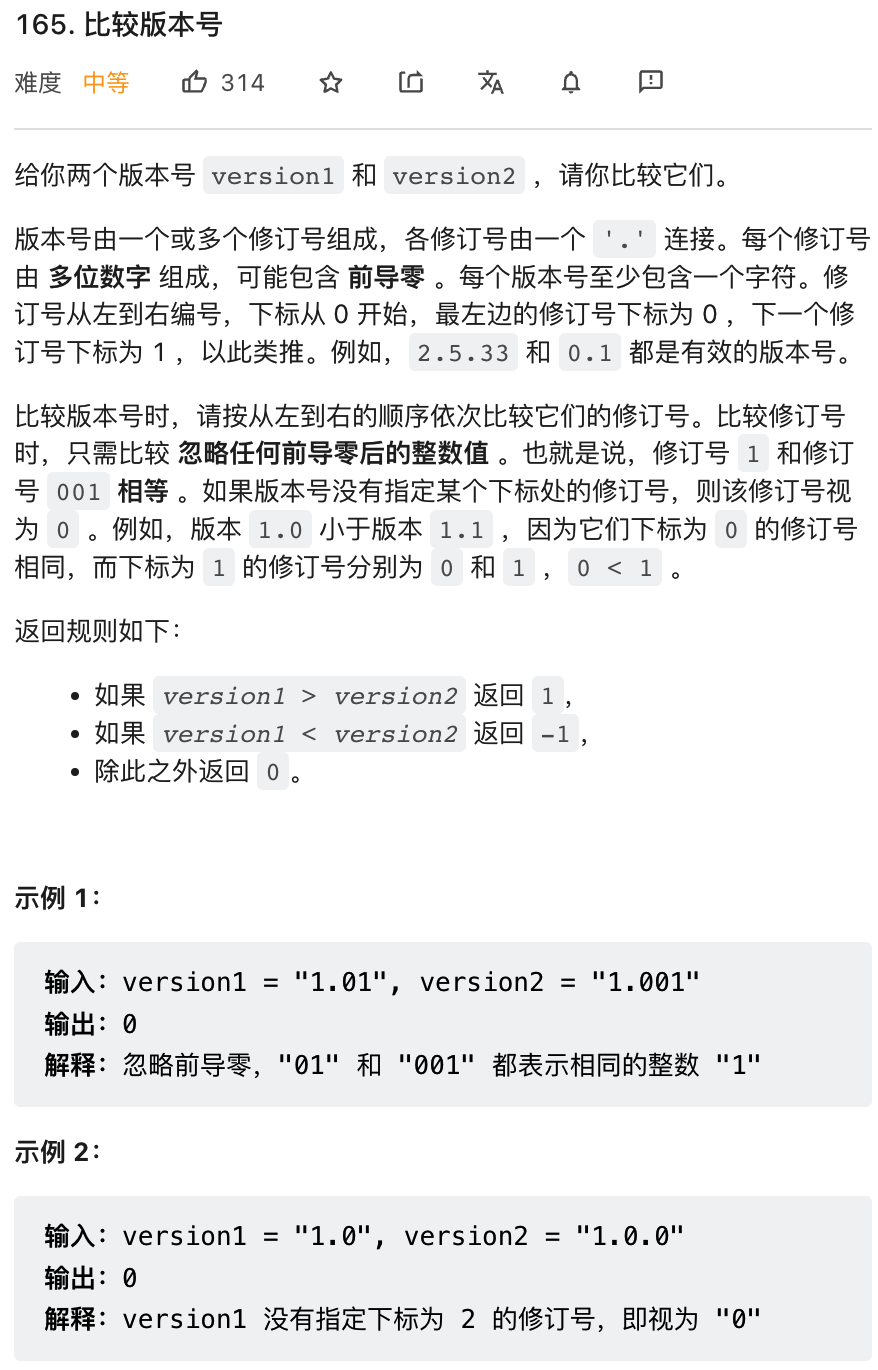 165. 比较版本号
难度 中等 314
给你两个版本号 version1 和 version2 ，请你比较它们。
版本号由一个或多个修订号组成，各修订号由一个 '.' 连接。每个修订号
由 多位数字 组成，可能包含 前导零 。每个版本号至少包含一个字符。修
订号从左到右编号，下标从 0 开始，最左边的修订号下标为 0 ，下一个修
订号下标为 1 ，以此类推。例如，2.5.33 和 0.1 都是有效的版本号。
比较版本号时，请按从左到右的顺序依次比较它们的修订号。比较修订号
时，只需比较 忽略任何前导零后的整数值 。也就是说，修订号 1 和修订
号 001 相等 。如果版本号没有指定某个下标处的修订号，则该修订号视
为 0 。例如，版本 1.0 小于版本 1.1 ，因为它们下标为 0 的修订号
相同，而下标为 1 的修订号分别为 0 和 1 ，0 < 1 。
返回规则如下：
• 如果 version1 > version2 返回 1，
• 如果 version1 < version2 返回 -1，
• 除此之外返回 0。
示例 1：
输入：version1 = "1.01", version2 = "1.001"
输出：0
解释：忽略前导零，"01" 和 "001" 都表示相同的整数 "1"
示例 2：
输入：version1 = "1.0", version2 = "1.0.0"
输出：0
解释：version1 没有指定下标为 2 的修订号，即视为 "0"